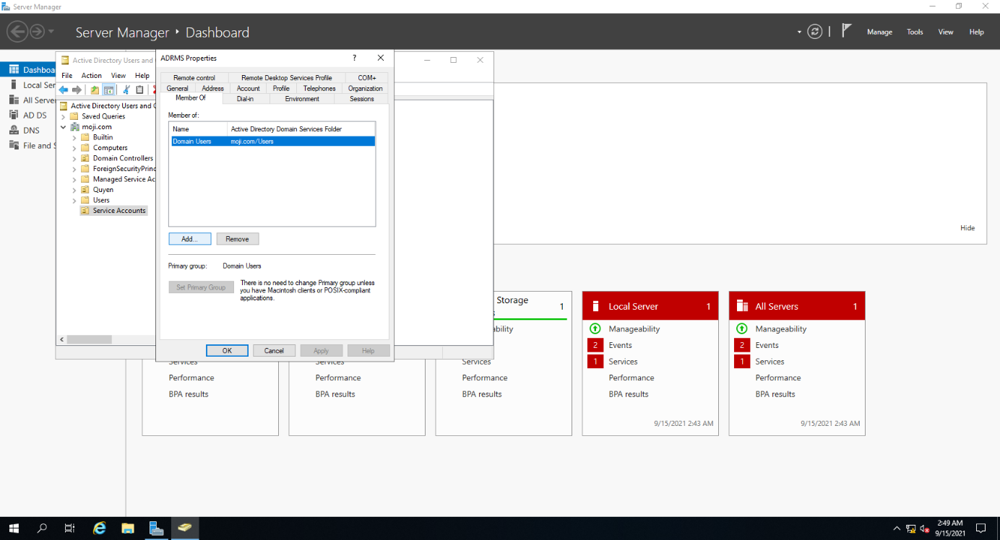 Server Manager
Server Manager • Dashboard
Manage Tools View Help
Dashboa
Local Ser
All Serve
AD DS
DNS
File and S
Active Directory Users and
File Action View Help
Active Directory Users and C
Saved Queries
moji.com
Builtin
Computers
Domain Controllers
ForeignSecurityPrinc
Managed Service Ac
Quyen
Users
Service Accounts
ADRMS Properties
?
Remote control Remote Desktop Services Profile COM+
General Address Account Profile Telephones Organization
Member Of Dial-in Environment Sessions
Member of:
Name Active Directory Domain Services Folder
Domain Users moji.com/Users
Add... Remove
Primary group: Domain Users
Set Primary Group
There is no need to change Primary group unless
you have Macintosh clients or POSIX-compliant
applications.
OK Cancel Apply Help
Hide
Services
Performance
BPA results
Services
Performance
BPA results
Storage
1
ability
Services
Performance
BPA results
Local Server 1
Manageability
2 Events
1 Services
Performance
BPA results
9/15/2021 2:43 AM
All Servers 1
Manageability
2 Events
1 Services
Performance
BPA results
9/15/2021 2:43 AM
2:49 AM
9/15/2021